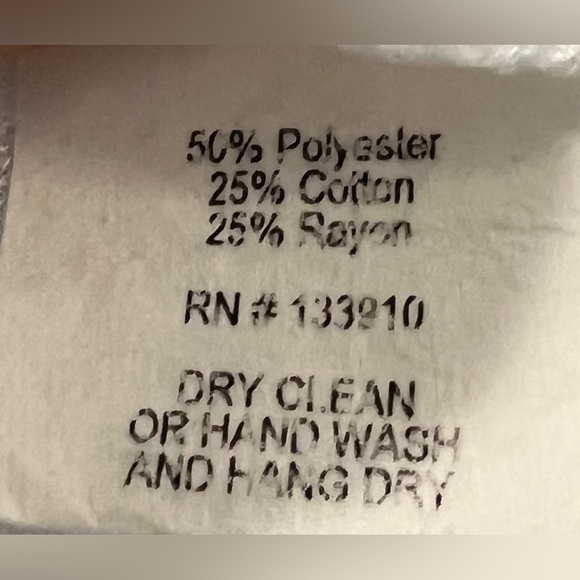 50% Polyester
25% Cotton
25% Rayon
RN # 133910
DRY CLEAN
OR HAND WASH
AND HANG DRY